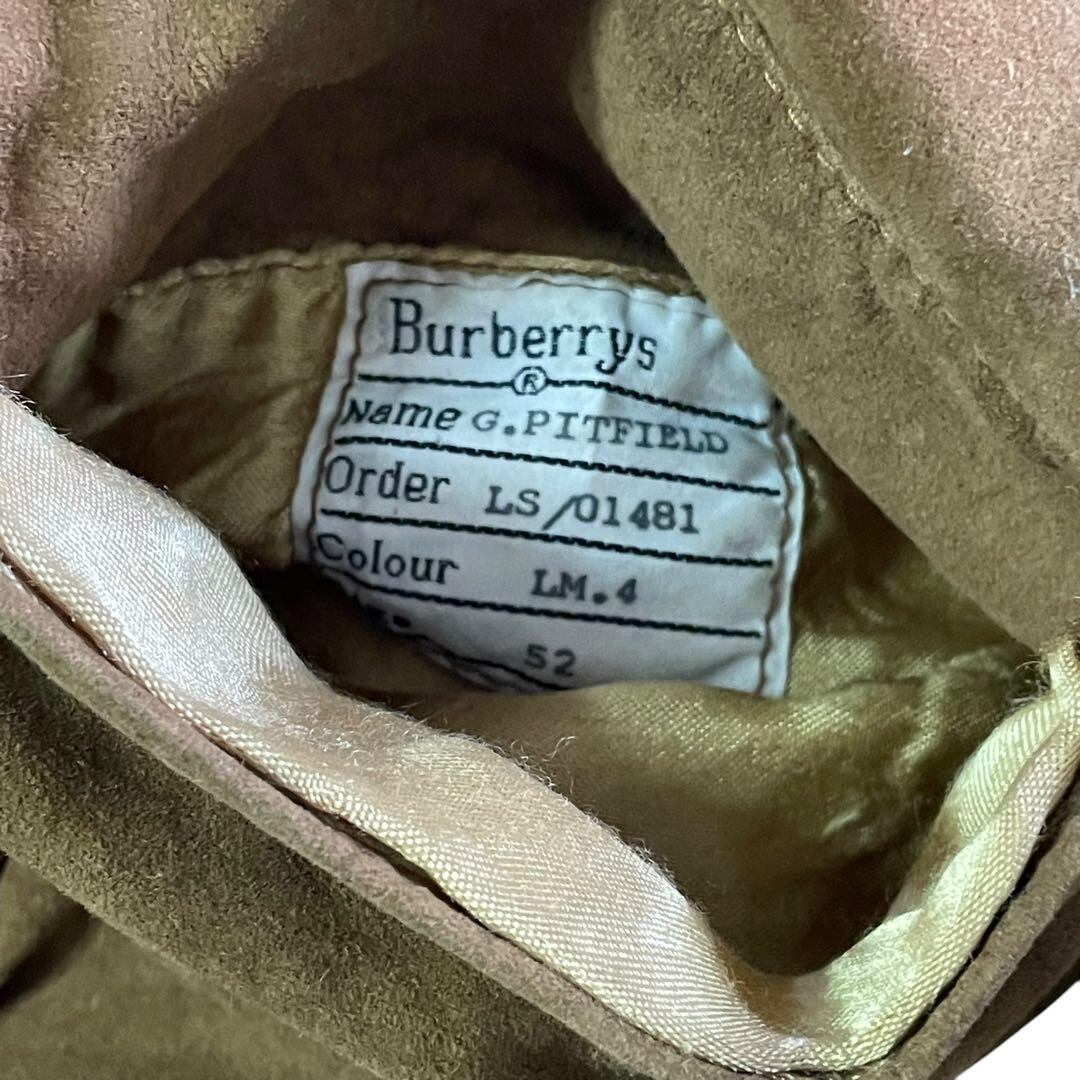 Burberrys
®
Name G.PITFIELD
Order LS/01481
Colour LM.4
52